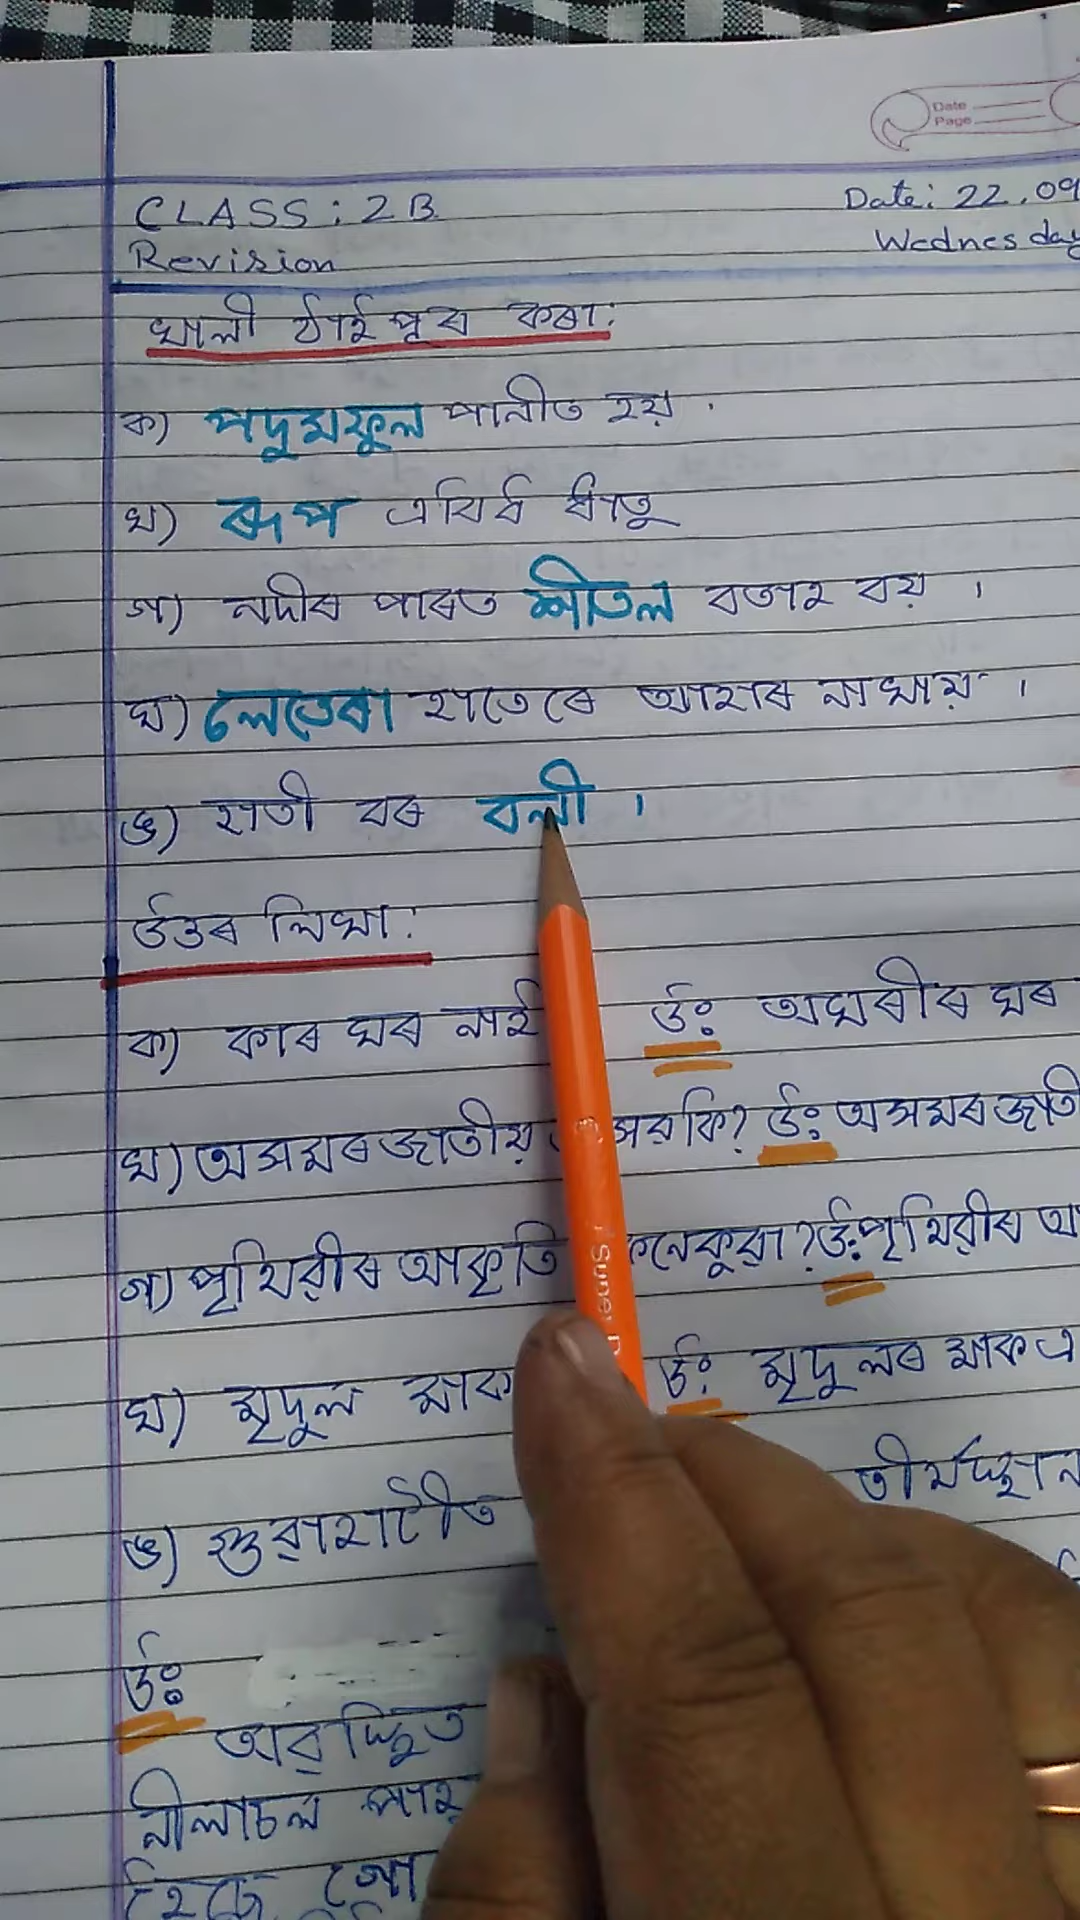 Date
Page
CLASS: 2B
Date: 22.09
Revision
Wednesday
খালী ঠাই পূৰ কৰা:
ক) পদুমফুল পানীত হয়.
খ) ৰূপ এবিধ ধাতু
গ) নদীৰ পাৰত শীতল বতাহ বয়।
ঘ) লেতেৰা হাতেৰে আহাৰ নাখায়।
ঙ) হাতী বৰ বলী।
উত্তৰ লিখা:
ক) কাৰ ঘৰ নাই উঃ অঘৰীৰ ঘৰ
খ) অসমৰ জাতীয় কি? উঃ অসমৰ জাতী
গ) পৃথিৱীৰ আকৃতি কেনেকুৱা? উঃ পৃথিৱীৰ আ
ঘ) মৃদুল মাক উঃ মৃদুলৰ মাক এ
ঙ) গুৱাহাটীত তীৰ্থস্থান
উঃ
অৱস্থিত
নীলাচল পাহ